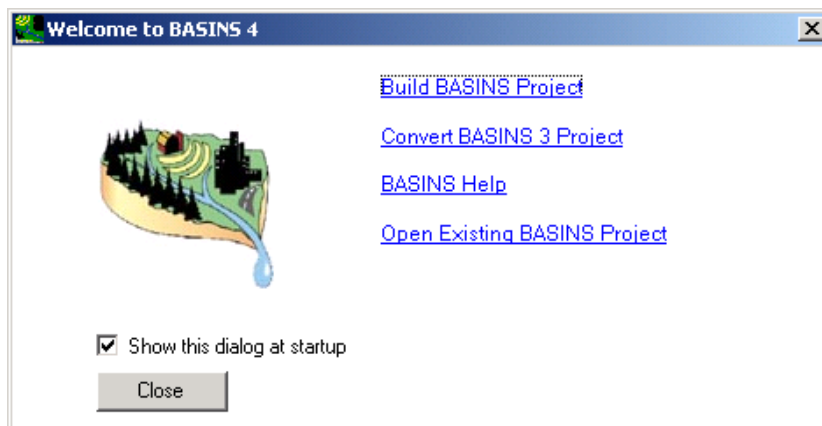 Welcome to BASINS 4
Build BASINS Project
Convert BASINS 3 Project
BASINS Help
Open Existing BASINS Project
Show this dialog at startup
Close